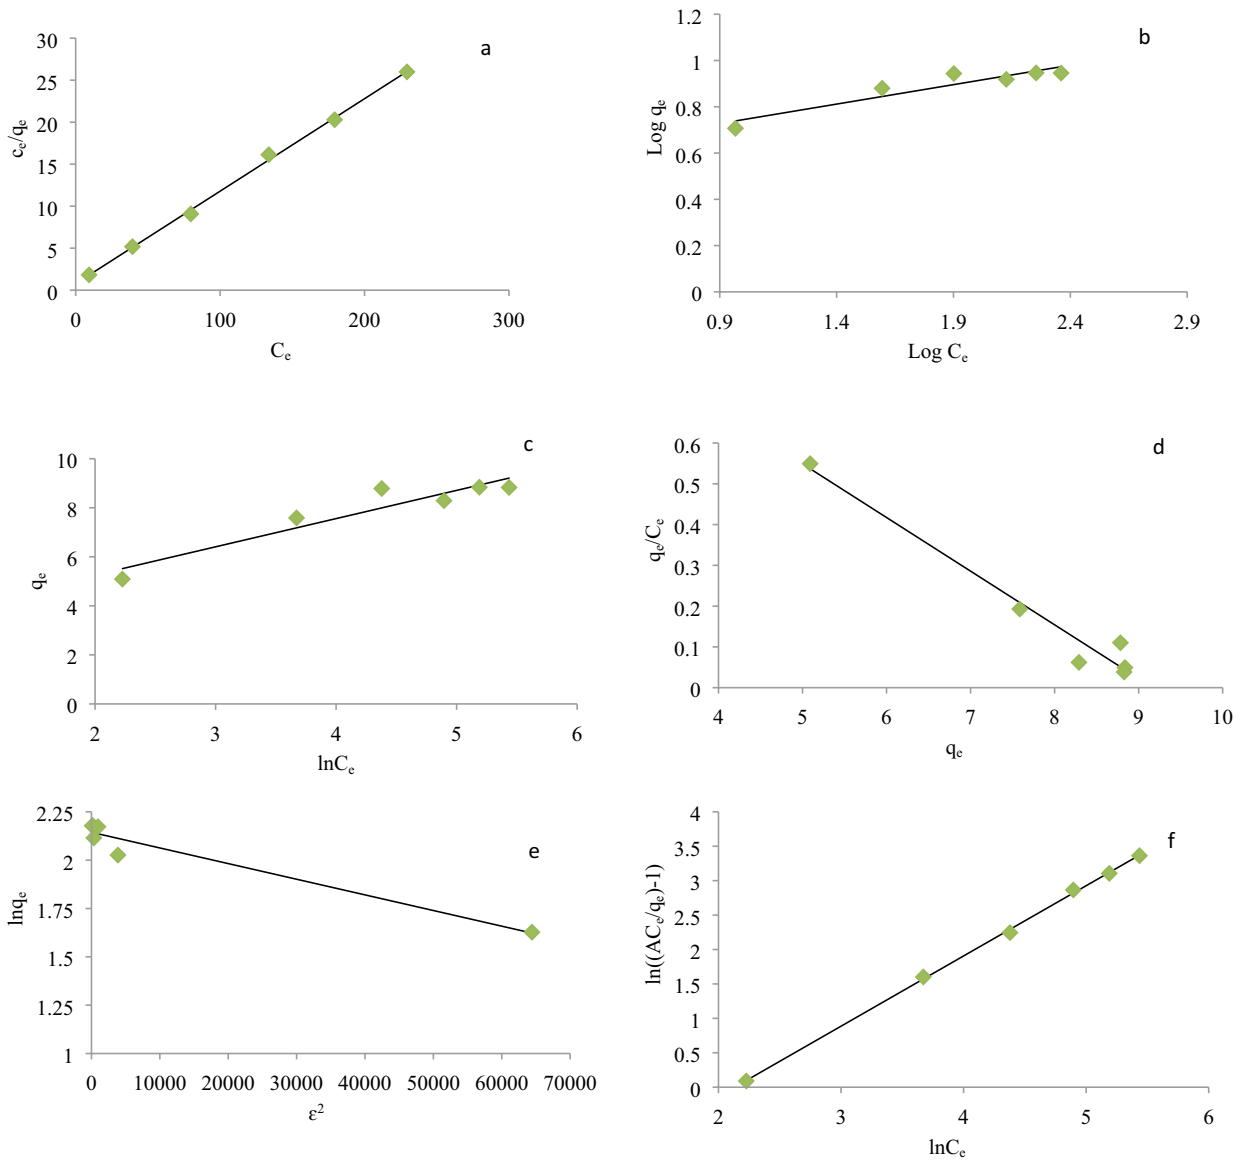 a
30
25
20
15
10
5
0
cₑ/qₑ
0 100 200 300
Cₑ
b
1.2
1
0.8
0.6
0.4
0.2
0
Log qₑ
0.9 1.4 1.9 2.4 2.9
Log Cₑ
c
10
8
6
4
2
0
qₑ
2 3 4 5 6
lnCₑ
d
0.6
0.5
0.4
0.3
0.2
0.1
0
qₑ/Cₑ
4 5 6 7 8 9 10
qₑ
e
2.25
2
1.75
1.5
1.25
1
lnqₑ
0 10000 20000 30000 40000 50000 60000 70000
ε²
f
4
3.5
3
2.5
2
1.5
1
0.5
0
ln((ACₑ/qₑ)-1)
2 3 4 5 6
lnCₑ